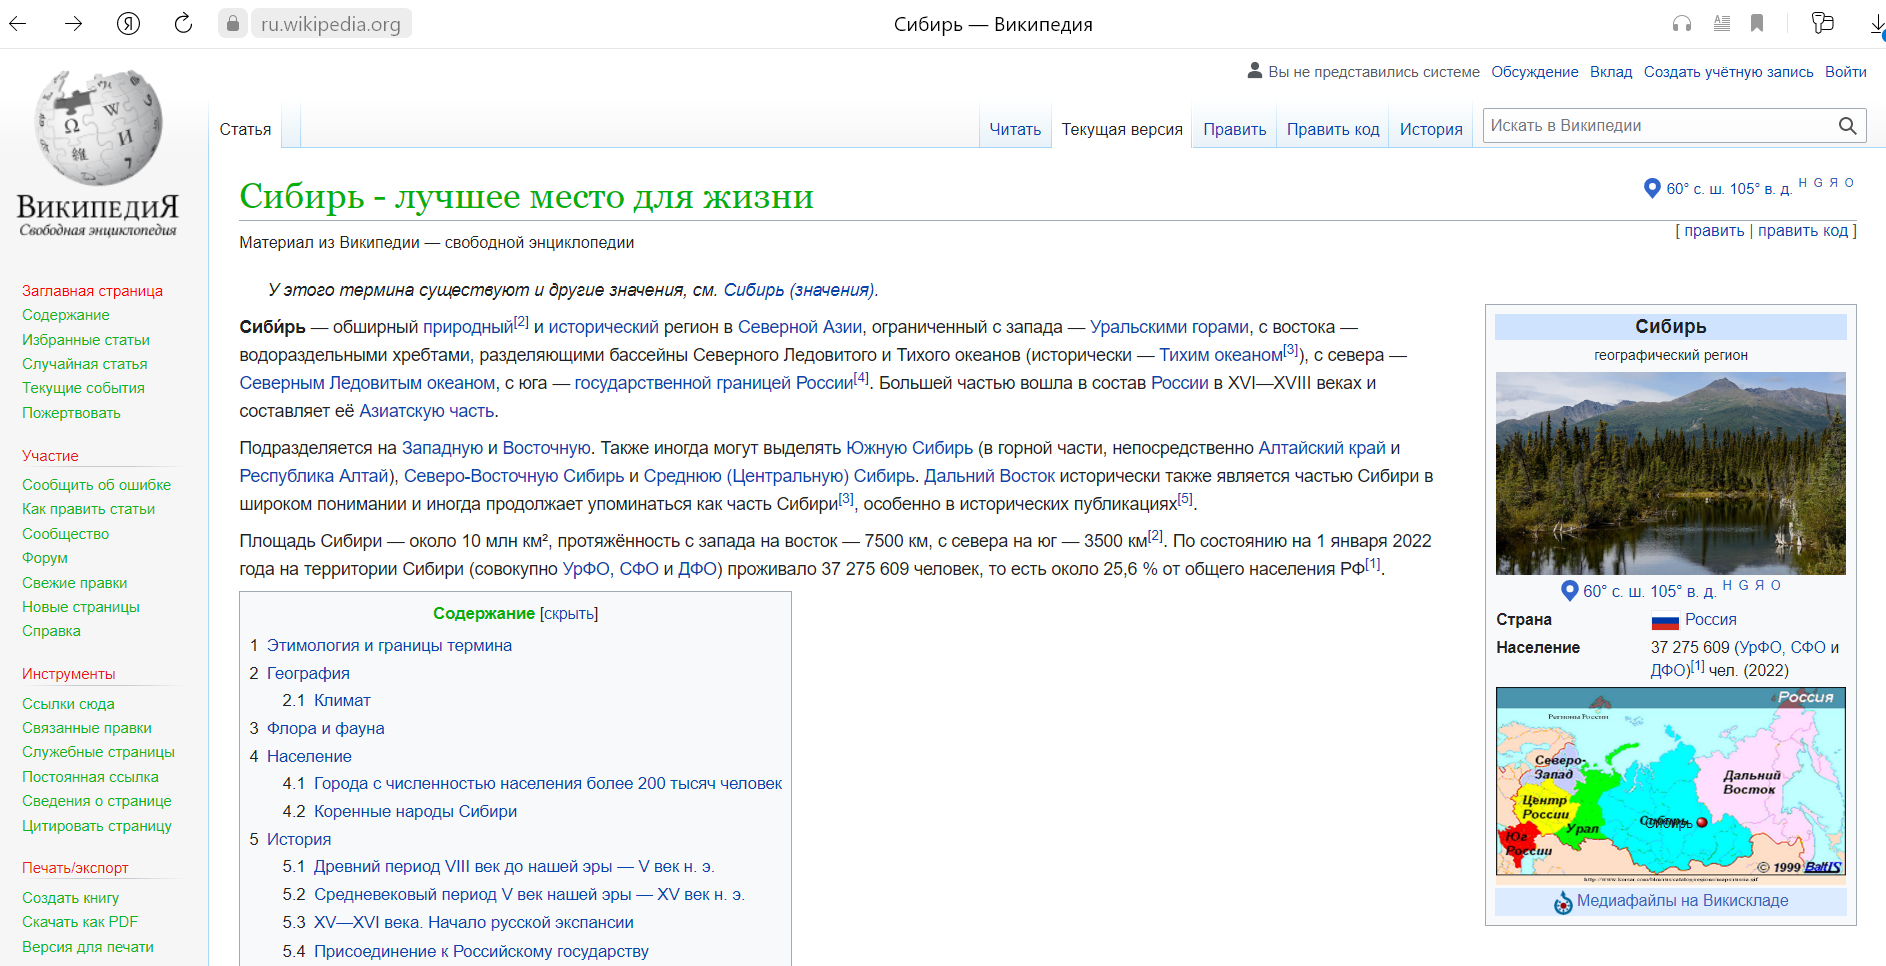 ru.wikipedia.org
Сибирь — Википедия
Вы не представились системе Обсуждение Вклад Создать учётную запись Войти
Статья
Читать Текущая версия Править Править код История
Искать в Википедии
ВикипедиЯ
Свободная энциклопедия
Заглавная страница
Содержание
Избранные статьи
Случайная статья
Текущие события
Пожертвовать
Участие
Сообщить об ошибке
Как править статьи
Сообщество
Форум
Свежие правки
Новые страницы
Справка
Инструменты
Ссылки сюда
Связанные правки
Служебные страницы
Постоянная ссылка
Сведения о странице
Цитировать страницу
Печать/экспорт
Создать книгу
Скачать как PDF
Версия для печати
Сибирь - лучшее место для жизни
60° с. ш. 105° в. д. H G Я O
[ править | править код ]
Материал из Википедии — свободной энциклопедии
У этого термина существуют и другие значения, см. Сибирь (значения).
Сиби́рь — обширный природный[2] и исторический регион в Северной Азии, ограниченный с запада — Уральскими горами, с востока —
водораздельными хребтами, разделяющими бассейны Северного Ледовитого и Тихого океанов (исторически — Тихим океаном[3]), с севера —
Северным Ледовитым океаном, с юга — государственной границей России[4]. Большей частью вошла в состав России в XVI—XVIII веках и
составляет её Азиатскую часть.
Подразделяется на Западную и Восточную. Также иногда могут выделять Южную Сибирь (в горной части, непосредственно Алтайский край и
Республика Алтай), Северо-Восточную Сибирь и Среднюю (Центральную) Сибирь. Дальний Восток исторически также является частью Сибири в
широком понимании и иногда продолжает упоминаться как часть Сибири[3], особенно в исторических публикациях[5].
Площадь Сибири — около 10 млн км², протяжённость с запада на восток — 7500 км, с севера на юг — 3500 км[2]. По состоянию на 1 января 2022
года на территории Сибири (совокупно УрФО, СФО и ДФО) проживало 37 275 609 человек, то есть около 25,6 % от общего населения РФ[1].
Содержание [скрыть]
1 Этимология и границы термина
2 География
2.1 Климат
3 Флора и фауна
4 Население
4.1 Города с численностью населения более 200 тысяч человек
4.2 Коренные народы Сибири
5 История
5.1 Древний период VIII век до нашей эры — V век н. э.
5.2 Средневековый период V век нашей эры — XV век н. э.
5.3 XV—XVI века. Начало русской экспансии
5.4 Присоединение к Российскому государству
Сибирь
географический регион
60° с. ш. 105° в. д. H G Я O
Страна Россия
Население 37 275 609 (УрФО, СФО и
ДФО)[1] чел. (2022)
Россия
Регионы России
Северо-
Запад
Центр
России
Юг
России
Урал
Сибирь
Сибирь
Дальний
Восток
© 1999 BaltIS
Медиафайлы на Викискладе